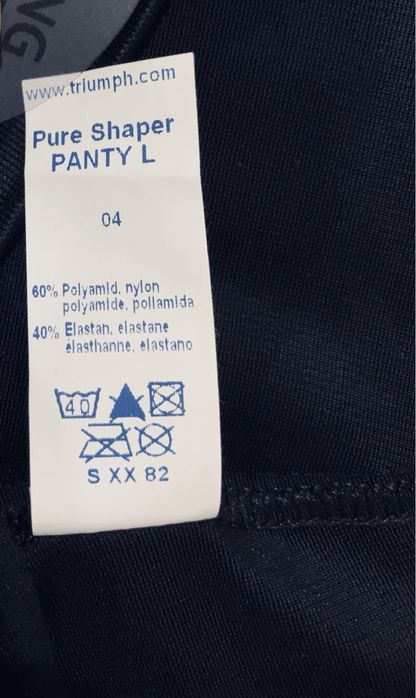 NG
www.triumph.com
Pure Shaper
PANTY L
04
60% Polyamid, nylon
polyamide, poliamida
40% Elastan, elastane
élasthanne, elastano
40
S XX 82